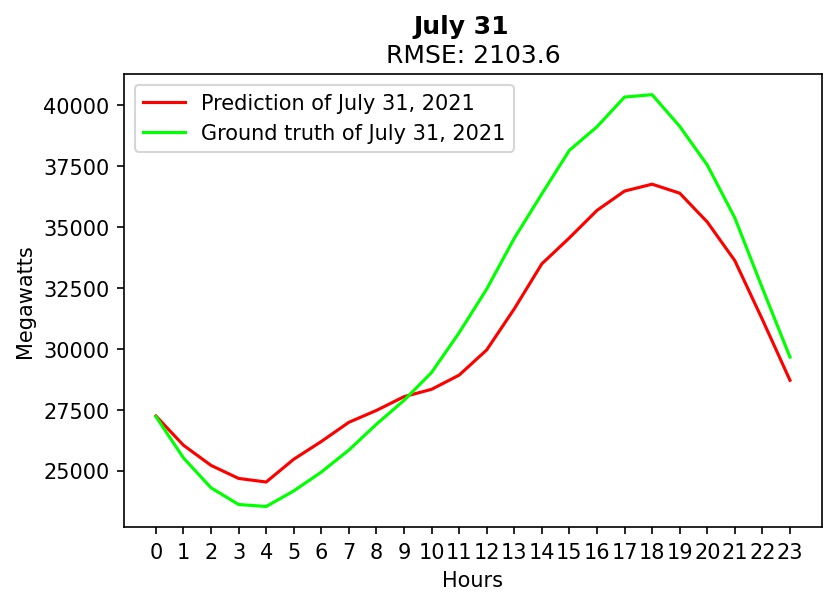 July 31
RMSE: 2103.6
Prediction of July 31, 2021
Ground truth of July 31, 2021
Megawatts
40000
37500
35000
32500
30000
27500
25000
0 1 2 3 4 5 6 7 8 9 10 11 12 13 14 15 16 17 18 19 20 21 22 23
Hours